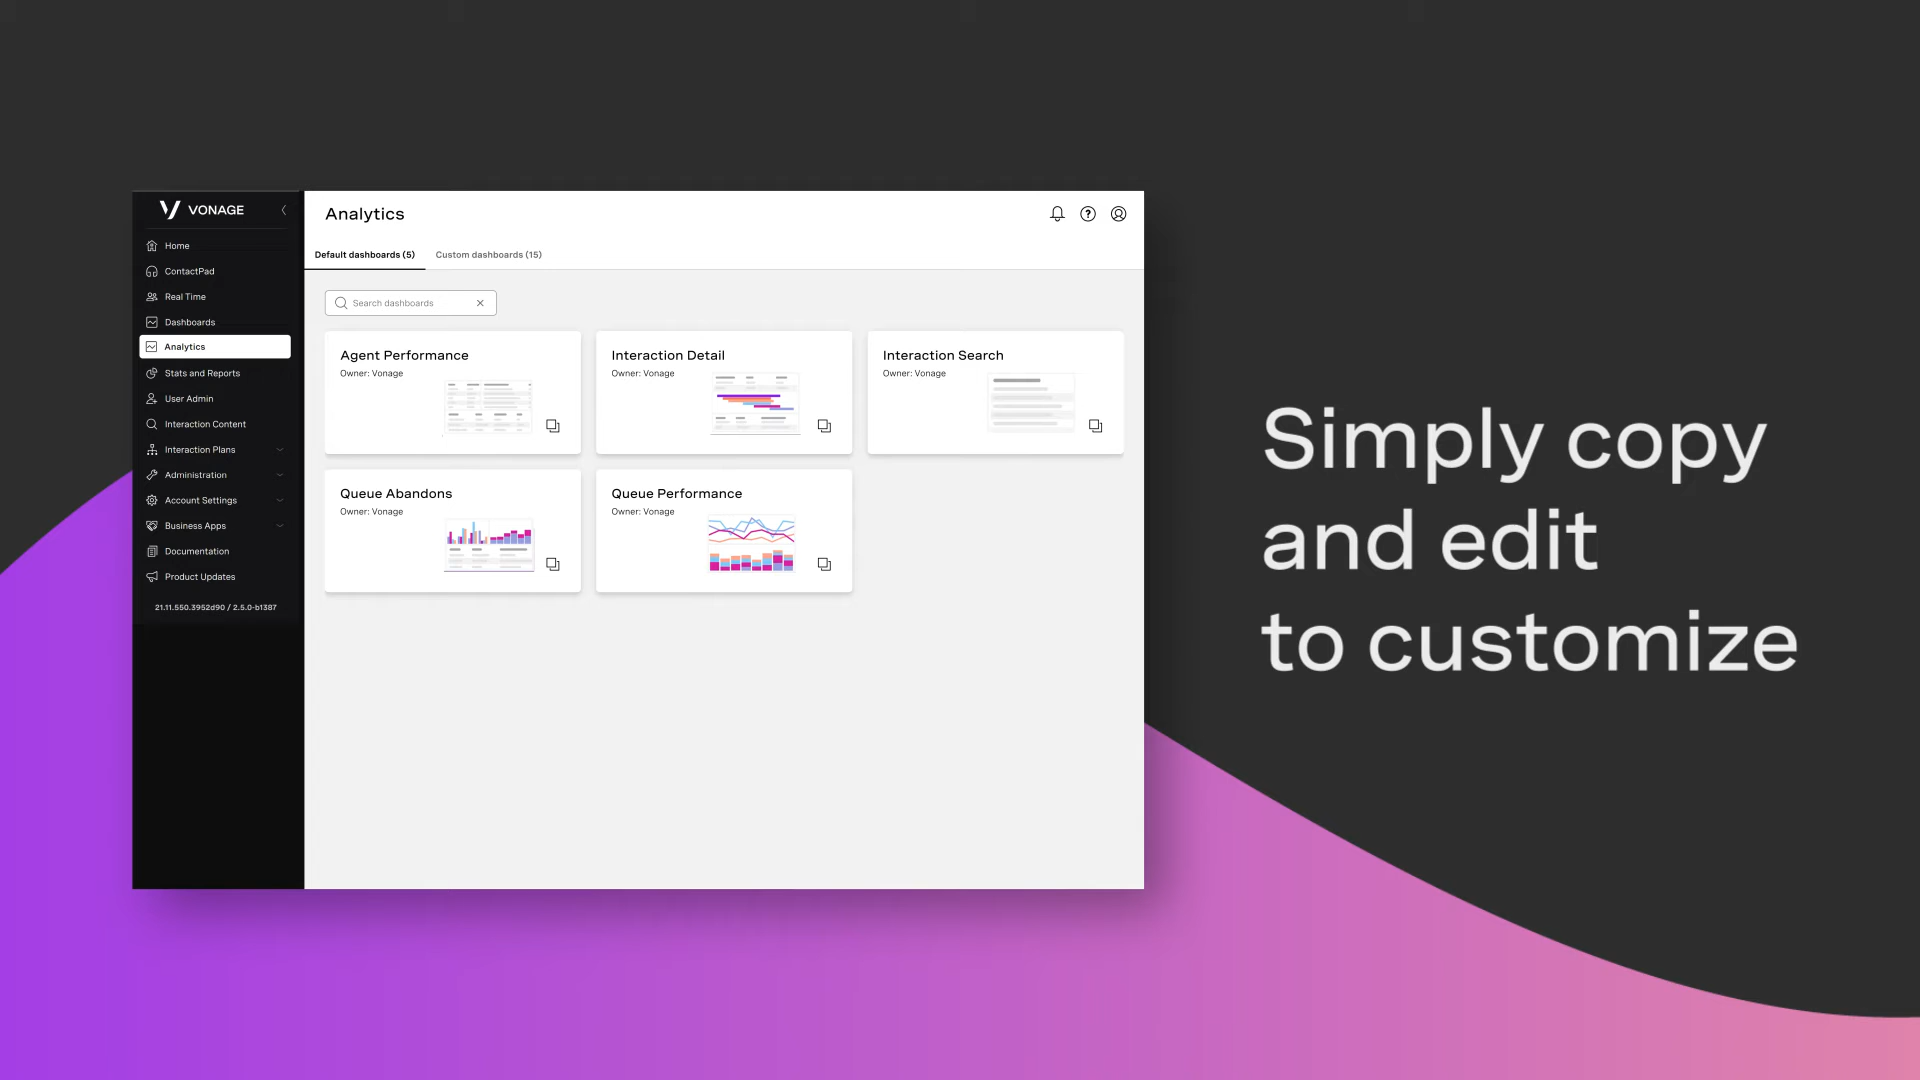 VONAGE
Home
ContactPad
Real Time
Dashboards
Analytics
Stats and Reports
User Admin
Interaction Content
Interaction Plans
Administration
Account Settings
Business Apps
Documentation
Product Updates
21.11.550.3952d90 / 2.5.0-b1387
Analytics
Default dashboards (5)
Custom dashboards (15)
Search dashboards
Agent Performance
Owner: Vonage
Interaction Detail
Owner: Vonage
Interaction Search
Owner: Vonage
Queue Abandons
Owner: Vonage
Queue Performance
Owner: Vonage
Simply copy
and edit
to customize